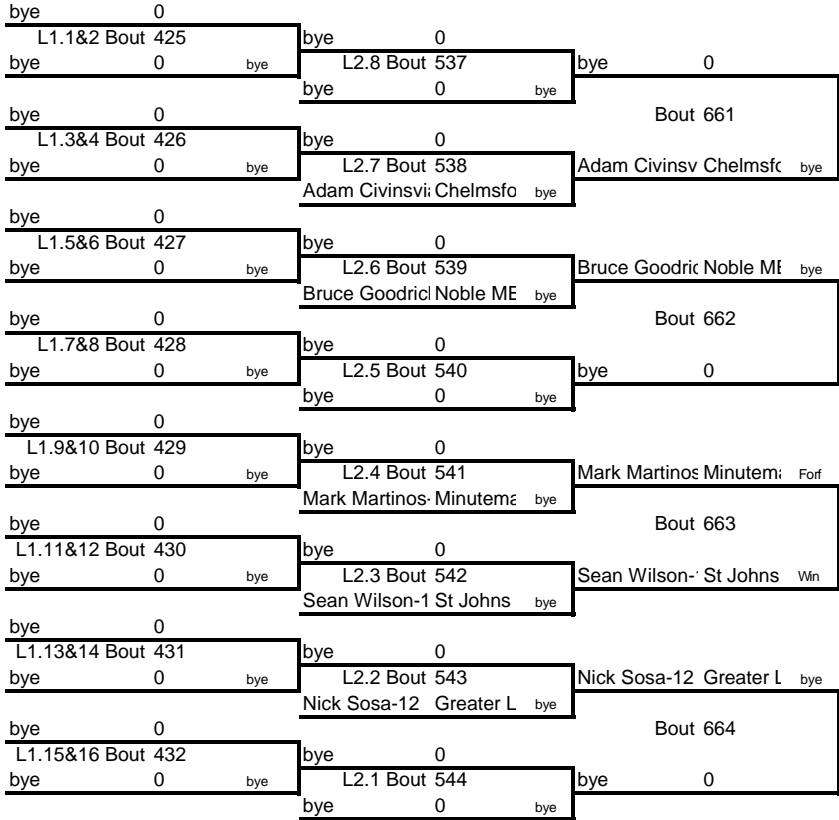 bye 0
L1.1&2 Bout 425 bye 0
bye 0 bye L2.8 Bout 537 bye 0
bye 0 bye
bye 0 Bout 661
L1.3&4 Bout 426 bye 0
bye 0 bye L2.7 Bout 538 Adam Civinsv Chelmsfc bye
Adam Civinsvi Chelmsfo bye
bye 0
L1.5&6 Bout 427 bye 0
bye 0 bye L2.6 Bout 539 Bruce Goodric Noble ME bye
Bruce Goodricl Noble ME bye
bye 0 Bout 662
L1.7&8 Bout 428 bye 0
bye 0 bye L2.5 Bout 540 bye 0
bye 0 bye
bye 0
L1.9&10 Bout 429 bye 0
bye 0 bye L2.4 Bout 541 Mark Martinos Minutema Forf
Mark Martinos- Minutema bye
bye 0 Bout 663
L1.11&12 Bout 430 bye 0
bye 0 bye L2.3 Bout 542 Sean Wilson- St Johns Win
Sean Wilson-1 St Johns bye
bye 0
L1.13&14 Bout 431 bye 0
bye 0 bye L2.2 Bout 543 Nick Sosa-12 Greater L bye
Nick Sosa-12 Greater L bye
bye 0 Bout 664
L1.15&16 Bout 432 bye 0
bye 0 bye L2.1 Bout 544 bye 0
bye 0 bye